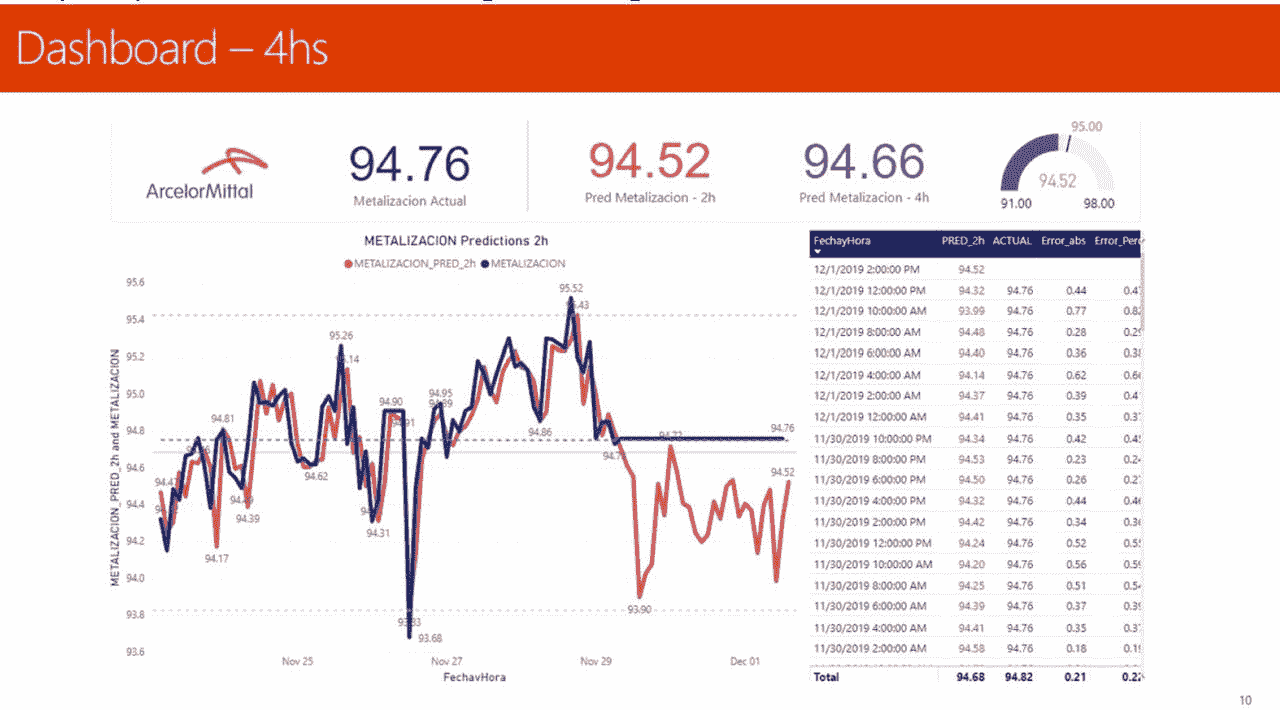 Dashboard – 4hs
ArcelorMittal
94.76
Metalizacion Actual
94.52
Pred Metalizacion - 2h
94.66
Pred Metalizacion - 4h
95.00
94.52
91.00 98.00
METALIZACION Predictions 2h
METALIZACION_PRED_2h METALIZACION
METALIZACION_PRED_2h and METALIZACION
95.6
95.4
95.2
95.0
94.8
94.6
94.4
94.2
94.0
93.8
93.6
95.52
95.26
94.95
94.90
94.81
94.86
94.76
94.62
94.52
94.39
94.31
94.17
93.90
93.68
Nov 25 Nov 27 Nov 29 Dec 01
FechayHora
FechayHora PRED_2h ACTUAL Error_abs
12/1/2019 2:00:00 PM 94.52
12/1/2019 12:00:00 PM 94.32 94.76 0.44
12/1/2019 10:00:00 AM 93.99 94.76 0.77
12/1/2019 8:00:00 AM 94.48 94.76 0.28
12/1/2019 6:00:00 AM 94.40 94.76 0.36
12/1/2019 4:00:00 AM 94.14 94.76 0.62
12/1/2019 2:00:00 AM 94.37 94.76 0.39
12/1/2019 12:00:00 AM 94.41 94.76 0.35
11/30/2019 10:00:00 PM 94.34 94.76 0.42
11/30/2019 8:00:00 PM 94.53 94.76 0.23
11/30/2019 6:00:00 PM 94.50 94.76 0.26
11/30/2019 4:00:00 PM 94.32 94.76 0.44
11/30/2019 2:00:00 PM 94.42 94.76 0.34
11/30/2019 12:00:00 PM 94.24 94.76 0.52
11/30/2019 10:00:00 AM 94.20 94.76 0.56
11/30/2019 8:00:00 AM 94.25 94.76 0.51
11/30/2019 6:00:00 AM 94.39 94.76 0.37
11/30/2019 4:00:00 AM 94.41 94.76 0.35
11/30/2019 2:00:00 AM 94.58 94.76 0.18
Total 94.68 94.82 0.21
10